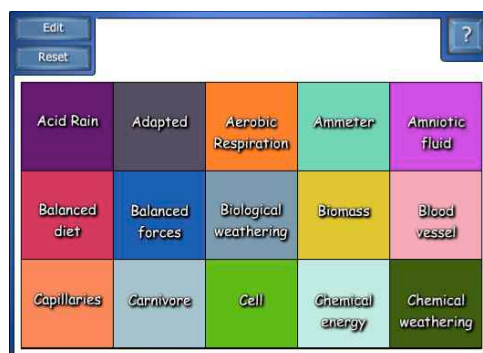 Edit
?
Reset
Acid Rain
Adapted
Aerobic
Respiration
Ammeter
Amniotic
fluid
Balanced
diet
Balanced
forces
Biological
weathering
Biomass
Blood
vessel
Capillaries
Carnivore
Cell
Chemical
energy
Chemical
weathering